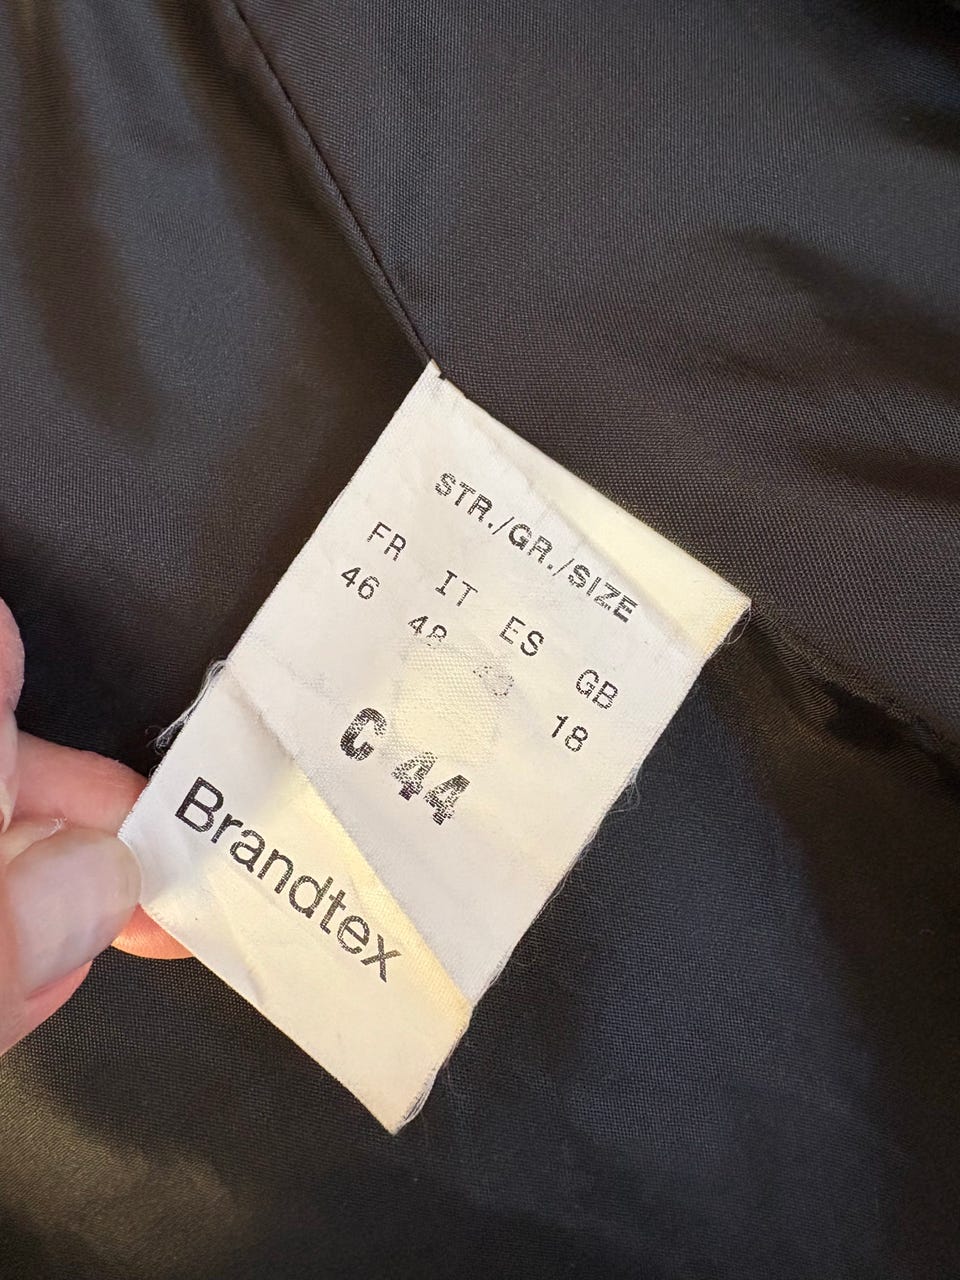 STR./GR./SIZE
FR IT ES GB
46 48 18
C 44
Brandtex